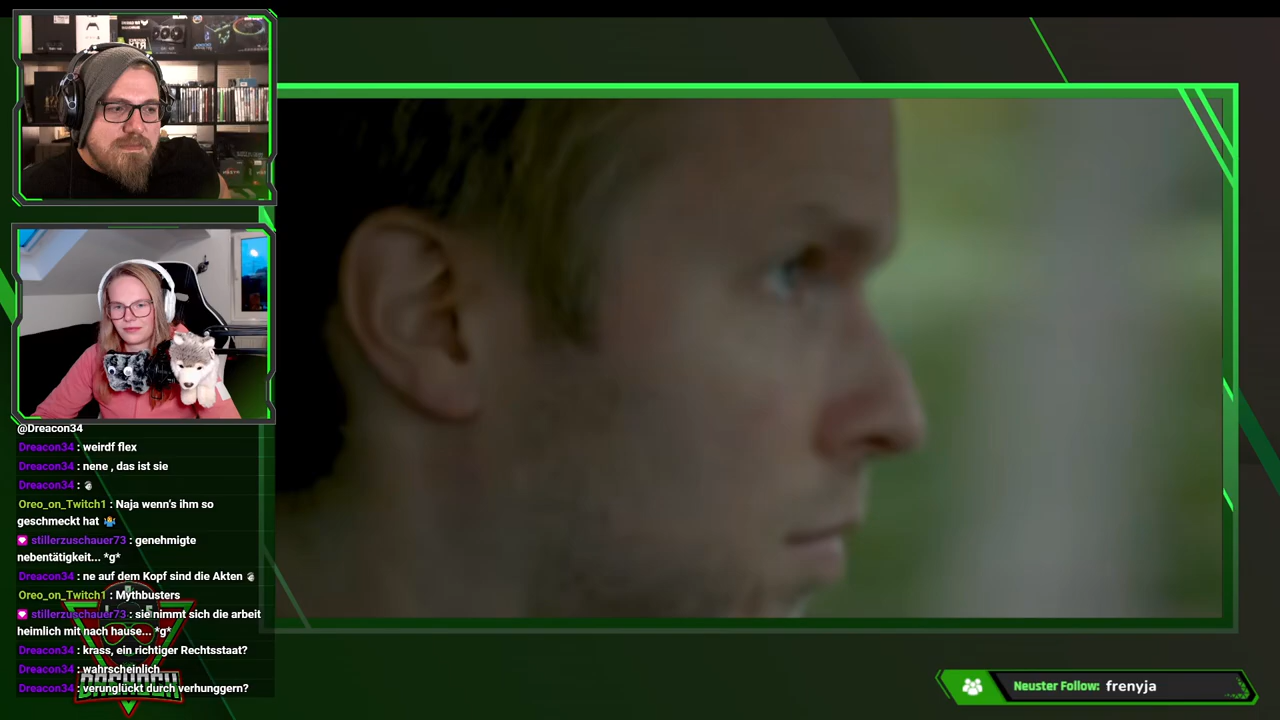 @Dreacon34
Dreacon34 : weirdf flex
Dreacon34 : nene , das ist sie
Dreacon34 :
Oreo_on_Twitch1 : Naja wenn's ihm so
geschmeckt hat
stillerzuschauer73 : genehmigte
nebentätigkeit... *g*
Dreacon34 : ne auf dem Kopf sind die Akten
Oreo_on_Twitch1 : Mythbusters
stillerzuschauer73 : sie nimmt sich die arbeit
heimlich mit nach hause... *g*
Dreacon34 : krass, ein richtiger Rechtsstaat?
Dreacon34 : wahrscheinlich
Dreacon34 : verunglückt durch verhunggern?
Neuster Follow: frenyja